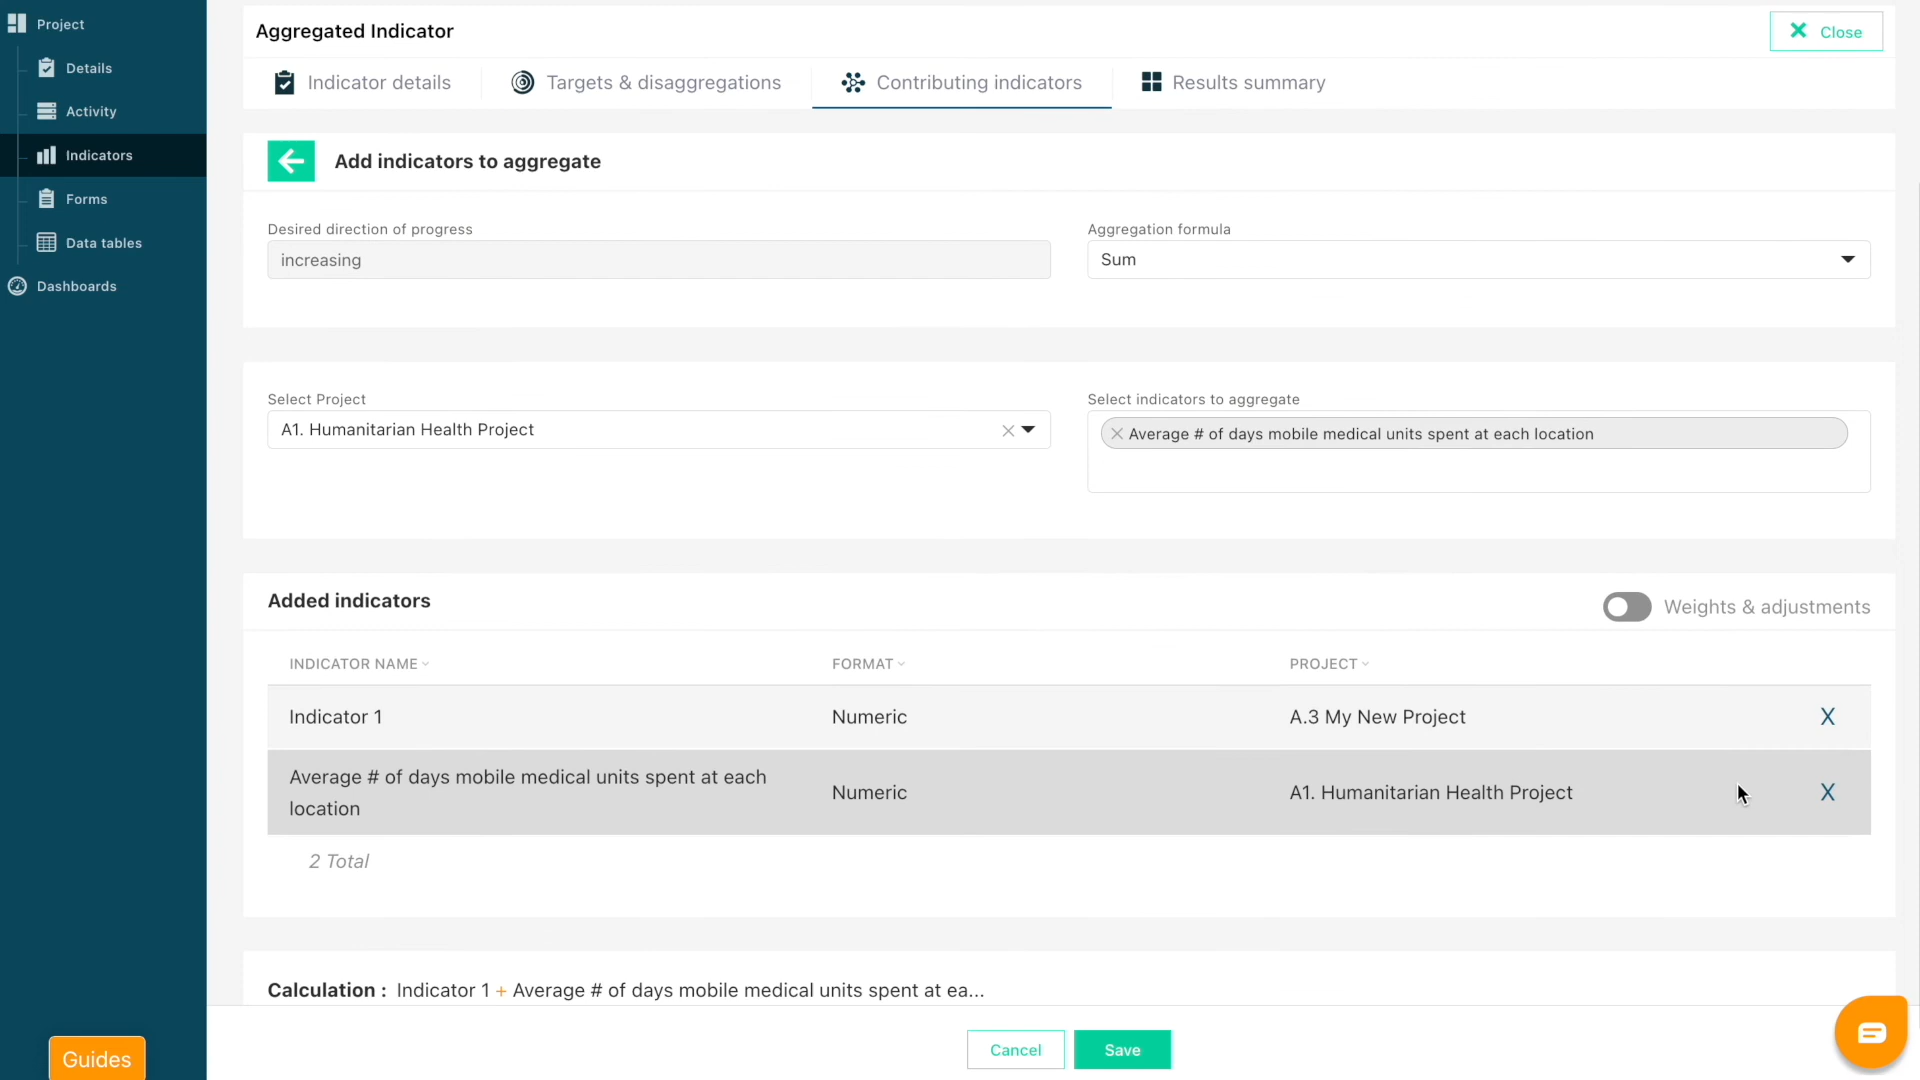 Project
Details
Activity
Indicators
Forms
Data tables
Dashboards
Guides
Aggregated Indicator
Close
Indicator details
Targets & disaggregations
Contributing indicators
Results summary
Add indicators to aggregate
Desired direction of progress
increasing
Aggregation formula
Sum
Select Project
A1. Humanitarian Health Project
Select indicators to aggregate
Average # of days mobile medical units spent at each location
Added indicators
Weights & adjustments
INDICATOR NAME
FORMAT
PROJECT
Indicator 1
Numeric
A.3 My New Project
X
Average # of days mobile medical units spent at each
location
Numeric
A1. Humanitarian Health Project
X
2 Total
Calculation : Indicator 1 + Average # of days mobile medical units spent at ea...
Cancel
Save